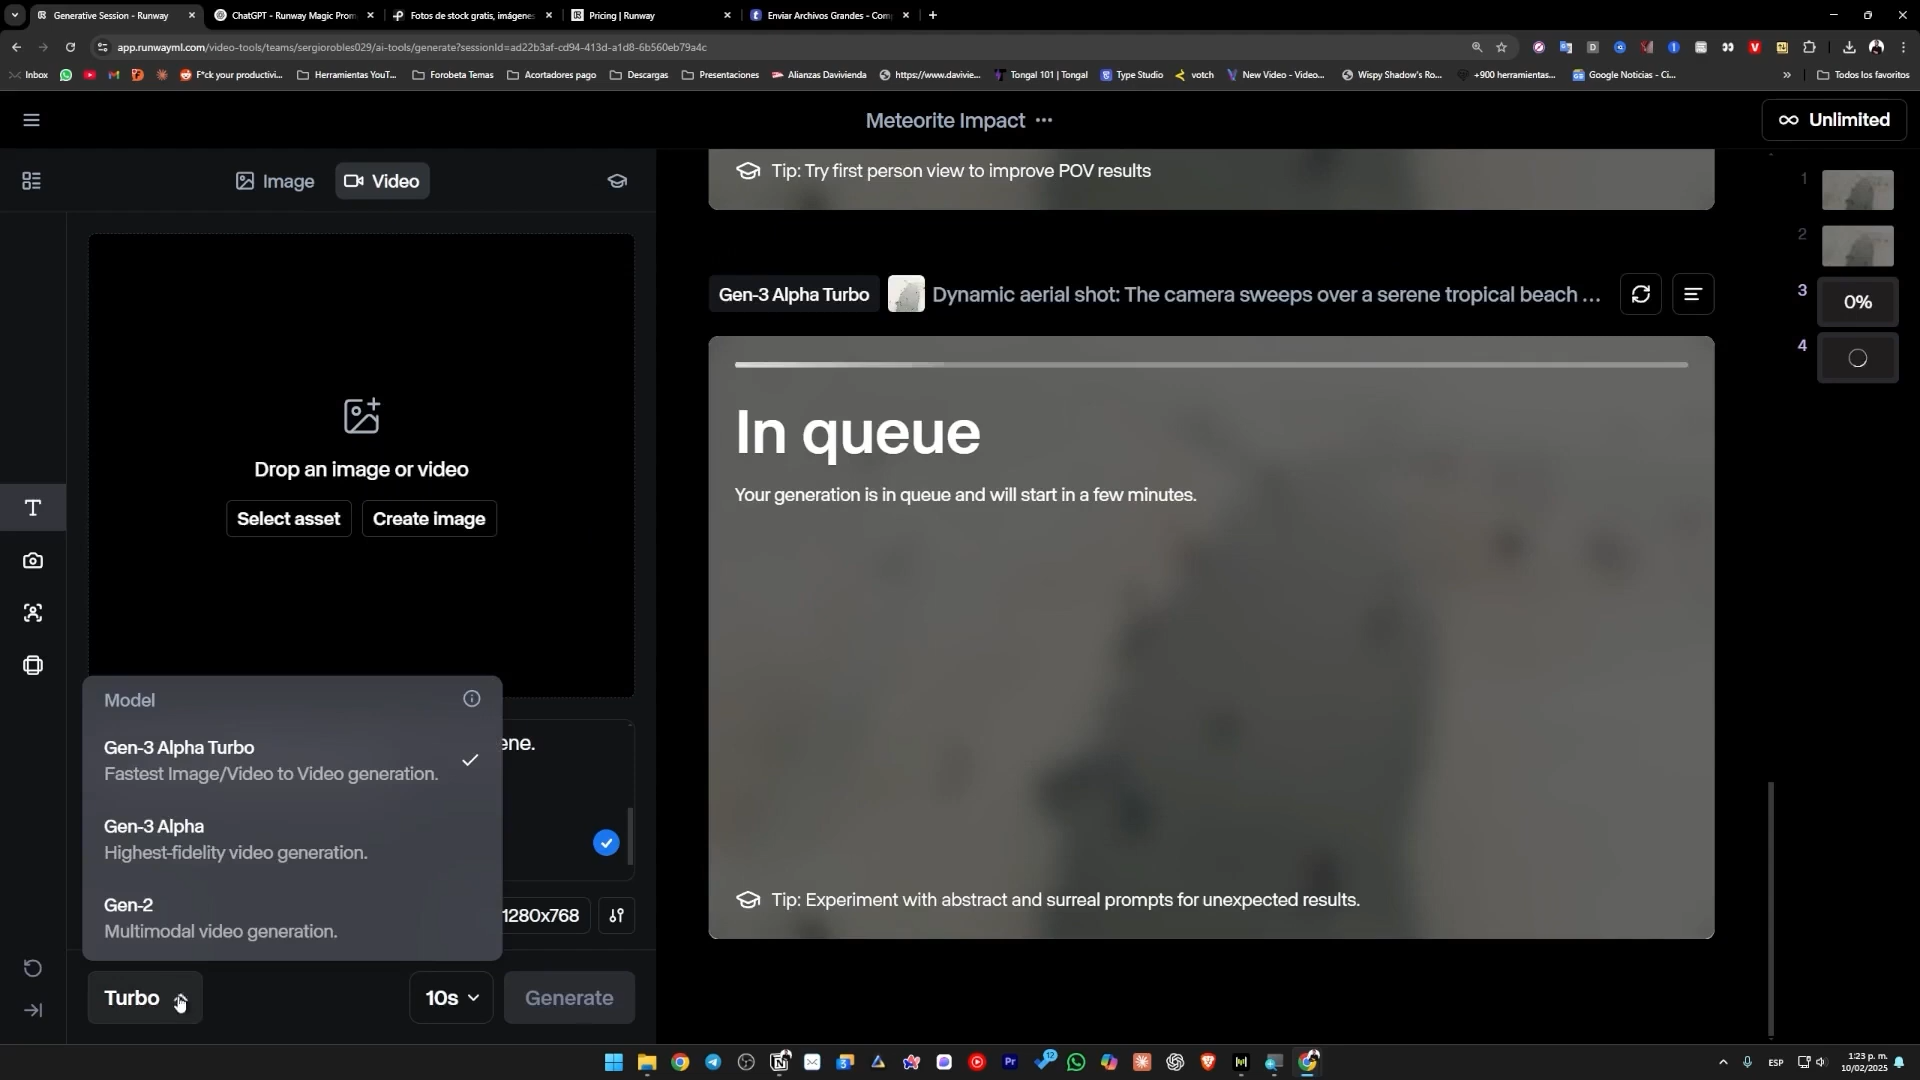 Generative Session - Runway
ChatGPT - Runway Magic Prom
Fotos de stock gratis, imágenes
Pricing | Runway
Enviar Archivos Grandes - Com
app.runwayml.com/video-tools/teams/sergiorobles029/ai-tools/generate?sessionId=ad22b3af-cd94-413d-a1d8-6b560eb79a4c
Inbox
F*ck your productivi...
Herramientas YouT...
Forobeta Temas
Acortadores pago
Descargas
Presentaciones
Alianzas Davivienda
https://www.davivie...
Tongal 101 | Tongal
Type Studio
votch
New Video - Video...
Wispy Shadow's Ro...
+900 herramientas...
Google Noticias - Ci...
»
Todos los favoritos
Meteorite Impact ···
Unlimited
Image
Video
Tip: Try first person view to improve POV results
1
2
3
0%
4
Gen-3 Alpha Turbo
Dynamic aerial shot: The camera sweeps over a serene tropical beach ...
In queue
Your generation is in queue and will start in a few minutes.
Tip: Experiment with abstract and surreal prompts for unexpected results.
Drop an image or video
Select asset
Create image
T
Model
Gen-3 Alpha Turbo
Fastest Image/Video to Video generation.
Gen-3 Alpha
Highest-fidelity video generation.
Gen-2
Multimodal video generation.
ene.
1280x768
Turbo
10s
Generate
Pr
12
ESP
1:23 p. m.
10/02/2025